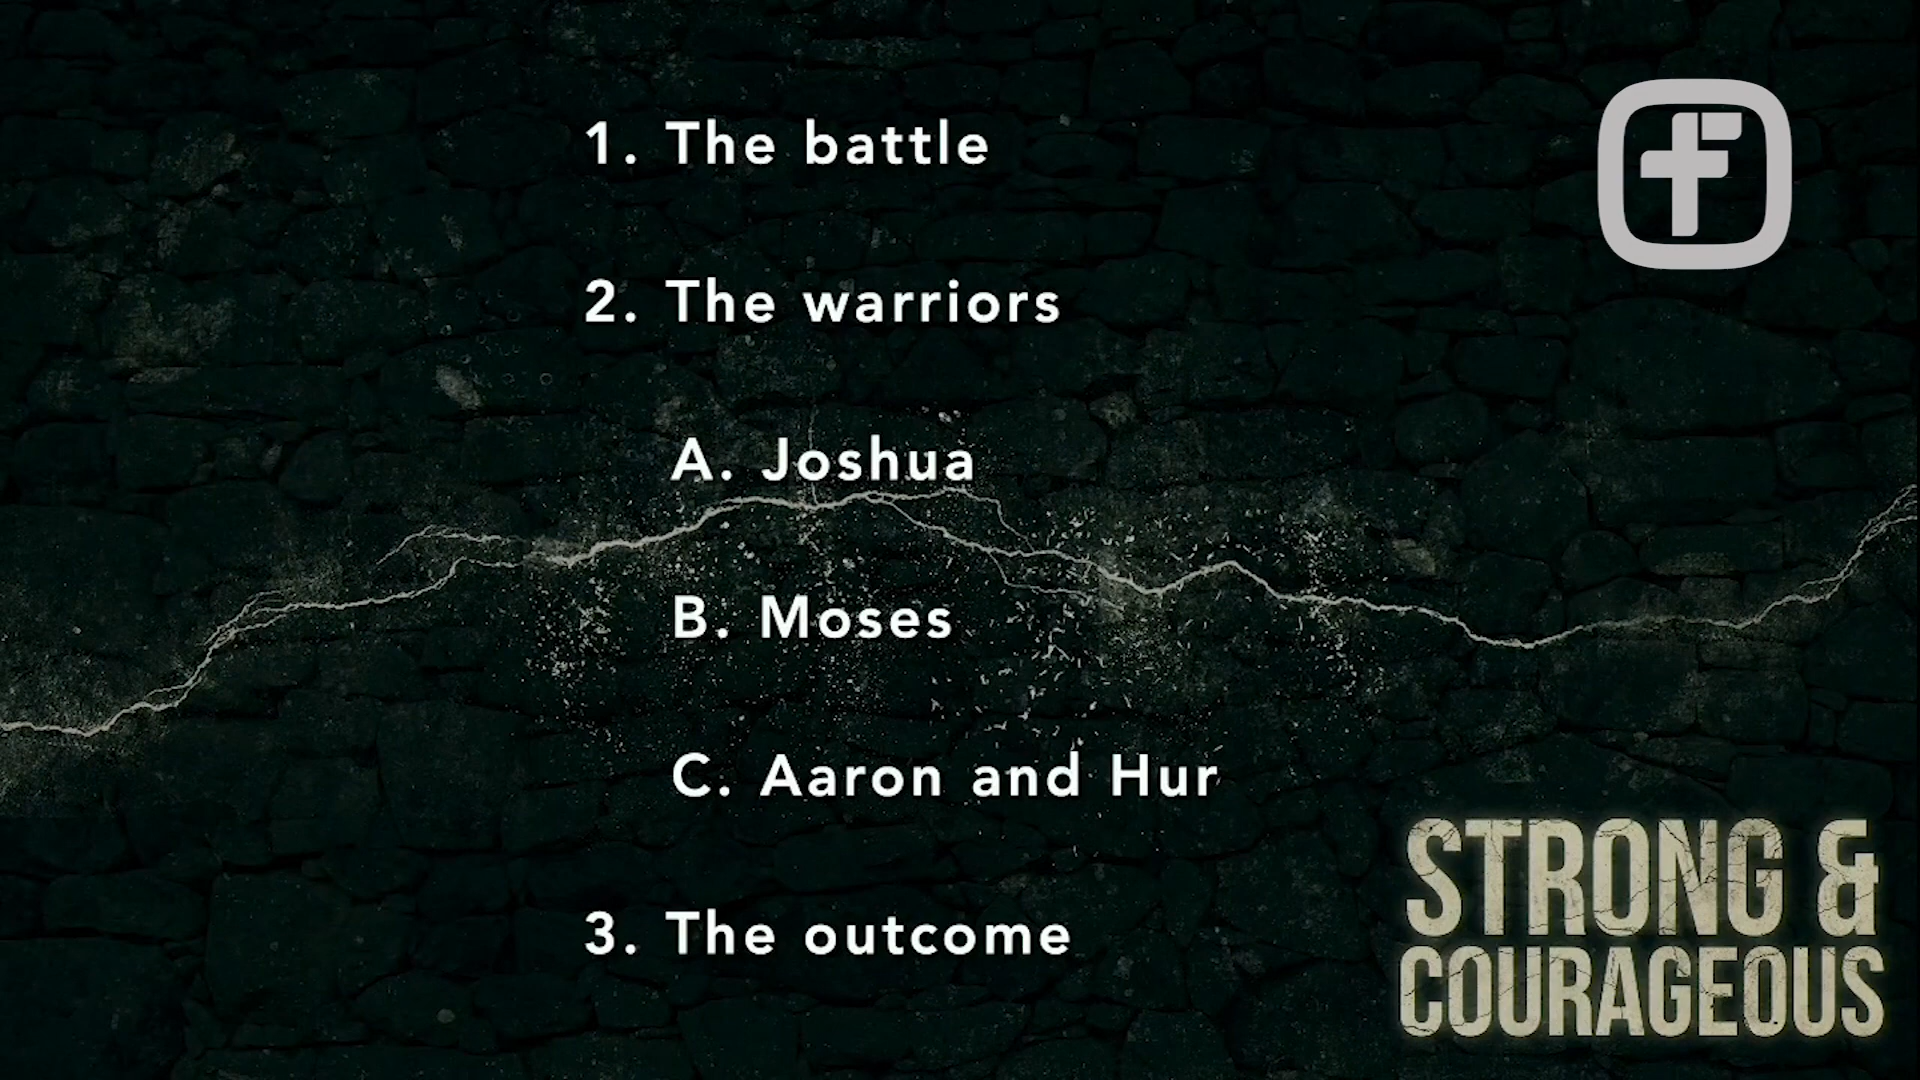 1. The battle
2. The warriors
A. Joshua
B. Moses
C. Aaron and Hur
3. The outcome
STRONG &
COURAGEOUS